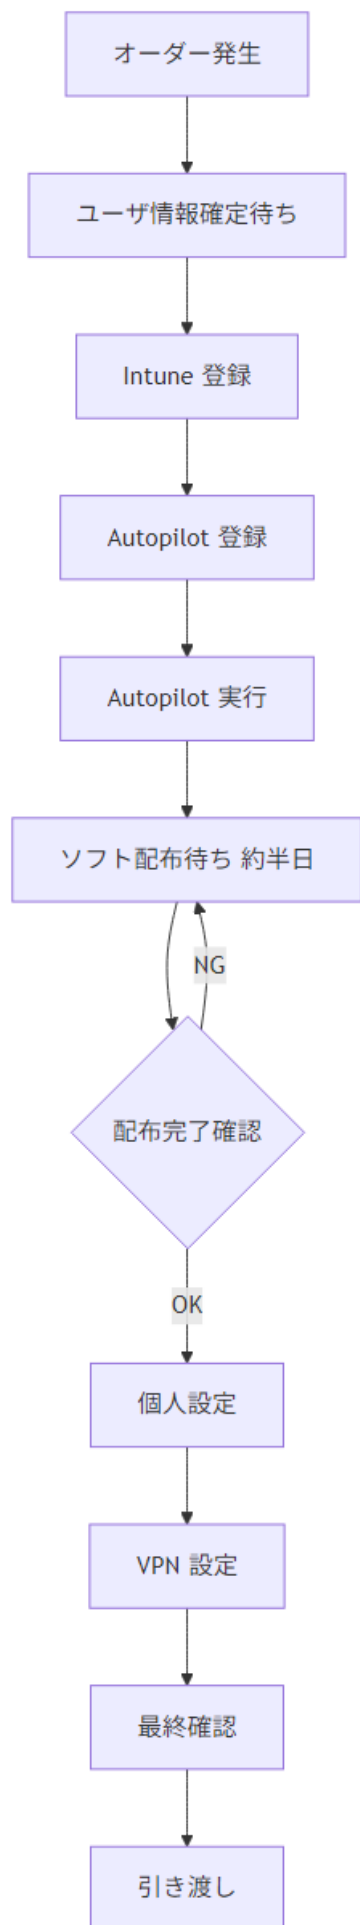 オーダー発生
ユーザ情報確定待ち
Intune 登録
Autopilot 登録
Autopilot 実行
ソフト配布待ち 約半日
NG
配布完了確認
OK
個人設定
VPN 設定
最終確認
引き渡し